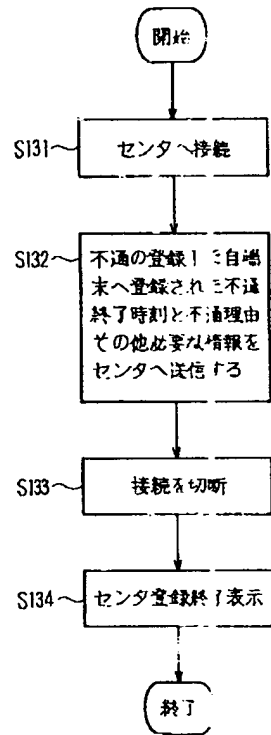 開始
S131
センタへ接続
S132
不通の登録 自端
末へ登録された不通
終了時刻と不通理由
その他必要な情報を
センタへ送信する
S133
接続を切断
S134
センタ登録終了表示
終了